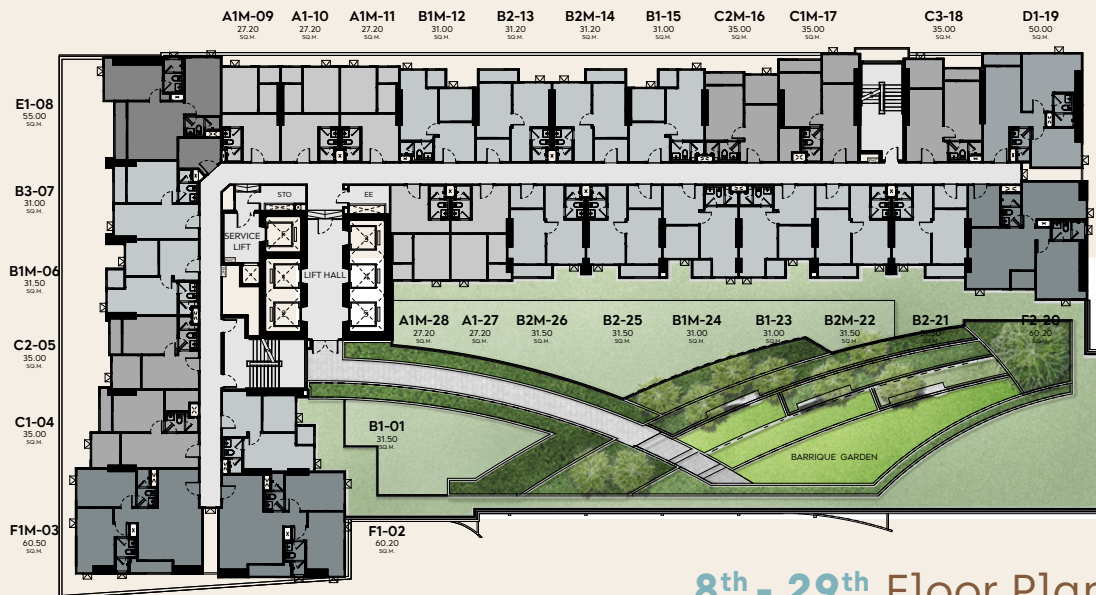 A1M-09 A1-10 A1M-11 B1M-12 B2-13 B2M-14 B1-15 C2M-16 C1M-17 C3-18 D1-19
27.20 27.20 27.20 31.00 31.20 31.20 31.00 35.00 35.00 35.00 50.00
SQ.M. SQ.M. SQ.M. SQ.M. SQ.M. SQ.M. SQ.M. SQ.M. SQ.M. SQ.M. SQ.M.
E1-08
55.00
SQ.M.
B3-07
31.00
SQ.M.
STO EE
SERVICE
LIFT
LIFT HALL
B1M-06
31.50
SQ.M.
A1M-28 A1-27 B2M-26 B2-25 B1M-24 B1-23 B2M-22 B2-21 F2-20
27.20 27.20 31.50 31.50 31.00 31.00 31.50 60.20
SQ.M. SQ.M. SQ.M. SQ.M. SQ.M. SQ.M. SQ.M. SQ.M.
C2-05
35.00
SQ.M.
C1-04
35.00
SQ.M.
B1-01
31.50
SQ.M.
BARRIQUE GARDEN
F1M-03
60.50
SQ.M.
F1-02
60.20
SQ.M.
8th - 29th Floor Plan